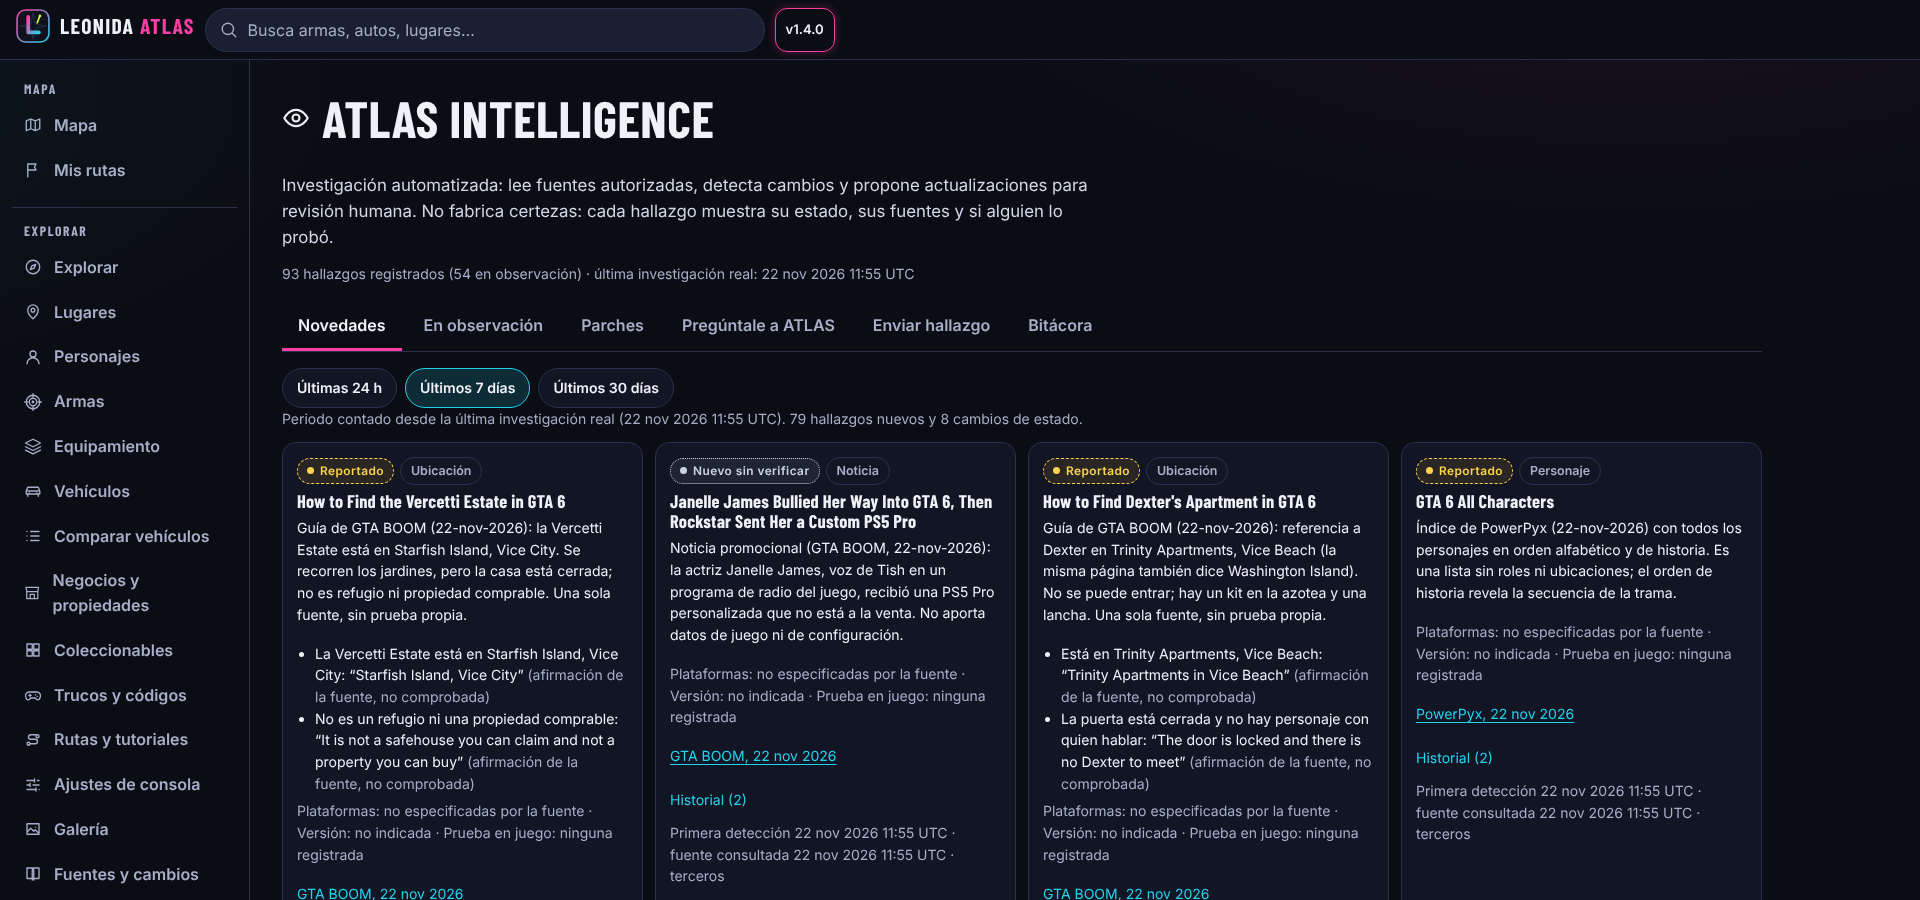 LEONIDA ATLAS
Busca armas, autos, lugares...
v1.4.0
MAPA
Mapa
Mis rutas
EXPLORAR
Explorar
Lugares
Personajes
Armas
Equipamiento
Vehículos
Comparar vehículos
Negocios y
propiedades
Coleccionables
Trucos y códigos
Rutas y tutoriales
Ajustes de consola
Galería
Fuentes y cambios
ATLAS INTELLIGENCE
Investigación automatizada: lee fuentes autorizadas, detecta cambios y propone actualizaciones para
revisión humana. No fabrica certezas: cada hallazgo muestra su estado, sus fuentes y si alguien lo
probó.
93 hallazgos registrados (54 en observación) · última investigación real: 22 nov 2026 11:55 UTC
Novedades
En observación
Parches
Pregúntale a ATLAS
Enviar hallazgo
Bitácora
Últimas 24 h
Últimos 7 días
Últimos 30 días
Periodo contado desde la última investigación real (22 nov 2026 11:55 UTC). 79 hallazgos nuevos y 8 cambios de estado.
Reportado
Ubicación
How to Find the Vercetti Estate in GTA 6
Guía de GTA BOOM (22-nov-2026): la Vercetti
Estate está en Starfish Island, Vice City. Se
recorren los jardines, pero la casa está cerrada;
no es refugio ni propiedad comprable. Una sola
fuente, sin prueba propia.
• La Vercetti Estate está en Starfish Island, Vice
City: “Starfish Island, Vice City” (afirmación de
la fuente, no comprobada)
• No es un refugio ni una propiedad comprable:
“It is not a safehouse you can claim and not a
property you can buy” (afirmación de la
fuente, no comprobada)
Plataformas: no especificadas por la fuente ·
Versión: no indicada · Prueba en juego: ninguna
registrada
GTA BOOM, 22 nov 2026
Nuevo sin verificar
Noticia
Janelle James Bullied Her Way Into GTA 6, Then
Rockstar Sent Her a Custom PS5 Pro
Noticia promocional (GTA BOOM, 22-nov-2026):
la actriz Janelle James, voz de Tish en un
programa de radio del juego, recibió una PS5 Pro
personalizada que no está a la venta. No aporta
datos de juego ni de configuración.
Plataformas: no especificadas por la fuente ·
Versión: no indicada · Prueba en juego: ninguna
registrada
GTA BOOM, 22 nov 2026
Historial (2)
Primera detección 22 nov 2026 11:55 UTC ·
fuente consultada 22 nov 2026 11:55 UTC ·
terceros
Reportado
Ubicación
How to Find Dexter's Apartment in GTA 6
Guía de GTA BOOM (22-nov-2026): referencia a
Dexter en Trinity Apartments, Vice Beach (la
misma página también dice Washington Island).
No se puede entrar; hay un kit en la azotea y una
lancha. Una sola fuente, sin prueba propia.
• Está en Trinity Apartments, Vice Beach:
“Trinity Apartments in Vice Beach” (afirmación
de la fuente, no comprobada)
• La puerta está cerrada y no hay personaje con
quien hablar: “The door is locked and there is
no Dexter to meet” (afirmación de la fuente, no
comprobada)
Plataformas: no especificadas por la fuente ·
Versión: no indicada · Prueba en juego: ninguna
registrada
GTA BOOM, 22 nov 2026
Reportado
Personaje
GTA 6 All Characters
Índice de PowerPyx (22-nov-2026) con todos los
personajes en orden alfabético y de historia. Es
una lista sin roles ni ubicaciones; el orden de
historia revela la secuencia de la trama.
Plataformas: no especificadas por la fuente ·
Versión: no indicada · Prueba en juego: ninguna
registrada
PowerPyx, 22 nov 2026
Historial (2)
Primera detección 22 nov 2026 11:55 UTC ·
fuente consultada 22 nov 2026 11:55 UTC ·
terceros